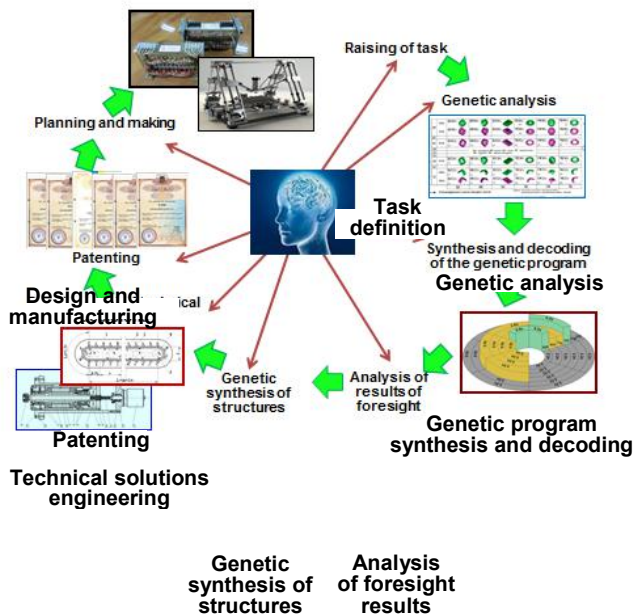 Raising of task
Genetic analysis
Planning and making
Task
definition
Synthesis and decoding
of the genetic program
Genetic analysis
Patenting
Design and
manufacturing
Genetic
synthesis of
structures
Analysis of
results of
foresight
Genetic program
synthesis and decoding
Patenting
Technical solutions
engineering
Genetic
synthesis of
structures
Analysis
of foresight
results